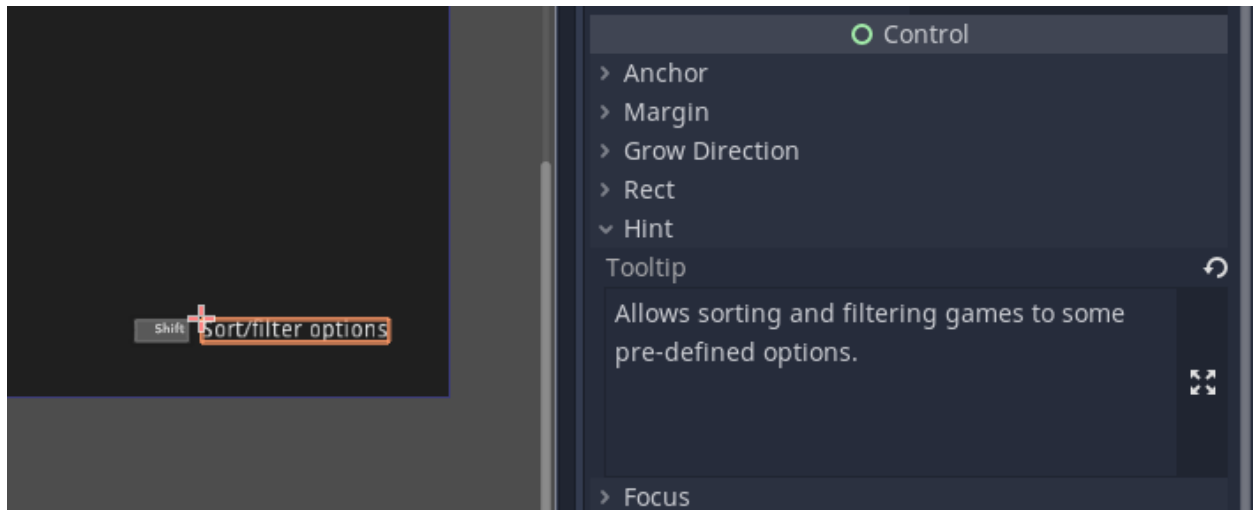 Shift
Sort/filter options
Control
Anchor
Margin
Grow Direction
Rect
Hint
Tooltip
Allows sorting and filtering games to some
pre-defined options.
Focus